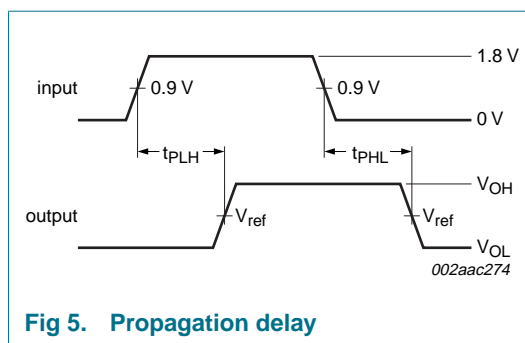 1.8 V
input
0.9 V
0.9 V
0 V
tPLH
tPHL
VOH
output
Vref
Vref
VOL
002aac274
Fig 5. Propagation delay